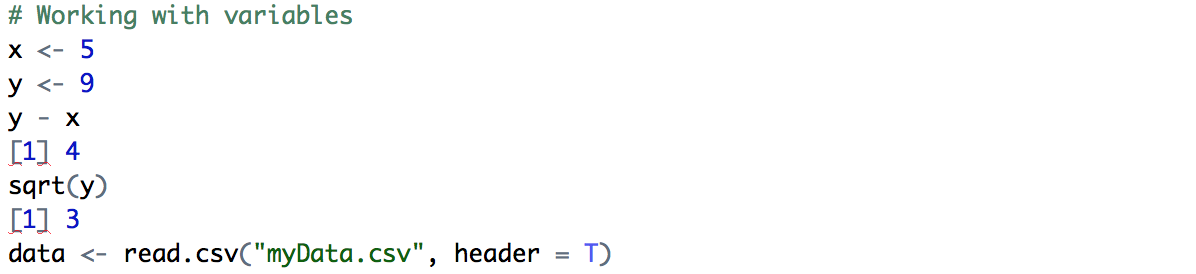 # Working with variables
x <- 5
y <- 9
y - x
[1] 4
sqrt(y)
[1] 3
data <- read.csv("myData.csv", header = T)